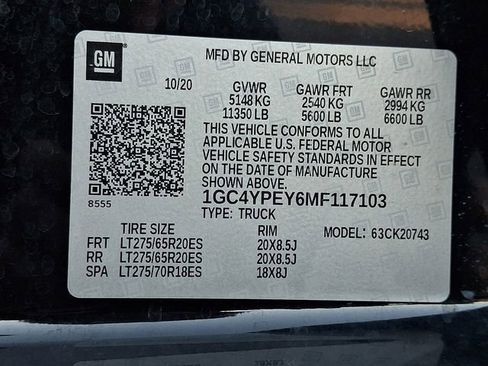 GM
MFD BY GENERAL MOTORS LLC
10/20 GVWR GAWR FRT GAWR RR
5148 KG 2540 KG 2994 KG
11350 LB 5600 LB 6600 LB
THIS VEHICLE CONFORMS TO ALL
APPLICABLE U.S. FEDERAL MOTOR
VEHICLE SAFETY STANDARDS IN EFFECT
ON THE DATE OF MANUFACTURE
SHOWN ABOVE.
8555
1GC4YPEY6MF117103
TYPE: TRUCK
TIRE SIZE RIM MODEL: 63CK20743
FRT LT275/65R20ES 20X8.5J
RR LT275/65R20ES 20X8.5J
SPA LT275/70R18ES 18X8J